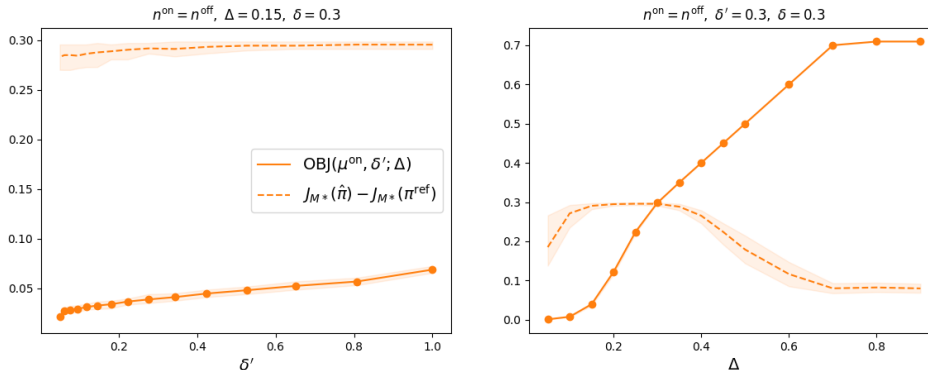 n^on = n^off, Δ = 0.15, δ = 0.3
0.30
0.25
0.20
0.15
0.10
0.05
OBJ(μ^on, δ′; Δ)
J_{M*}(π̂) − J_{M*}(π^ref)
0.2 0.4 0.6 0.8 1.0
δ′
n^on = n^off, δ′ = 0.3, δ = 0.3
0.7
0.6
0.5
0.4
0.3
0.2
0.1
0.0
0.2 0.4 0.6 0.8
Δ